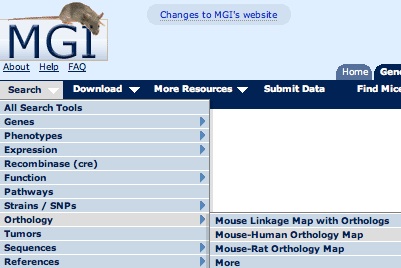 Changes to MGI's website
MGI
About Help FAQ
Home
Search Download More Resources Submit Data Find Mice
All Search Tools
Genes
Phenotypes
Expression
Recombinase (cre)
Function
Pathways
Strains / SNPs
Orthology
Tumors
Sequences
References
Mouse Linkage Map with Orthologs
Mouse-Human Orthology Map
Mouse-Rat Orthology Map
More